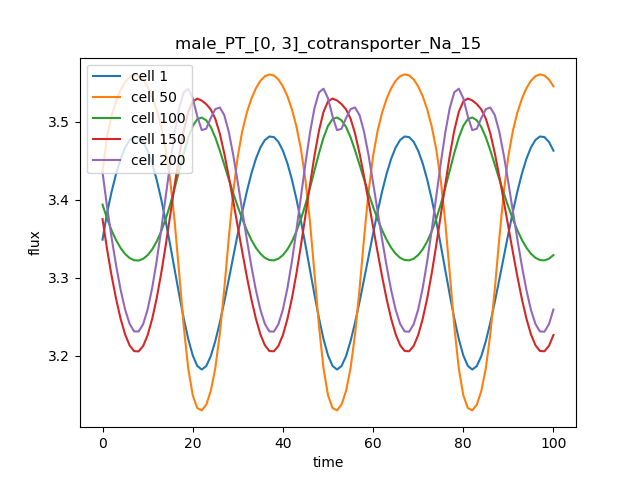 male_PT_[0, 3]_cotransporter_Na_15
cell 1
cell 50
cell 100
cell 150
cell 200
3.5
3.4
3.3
3.2
flux
0
20
40
60
80
100
time